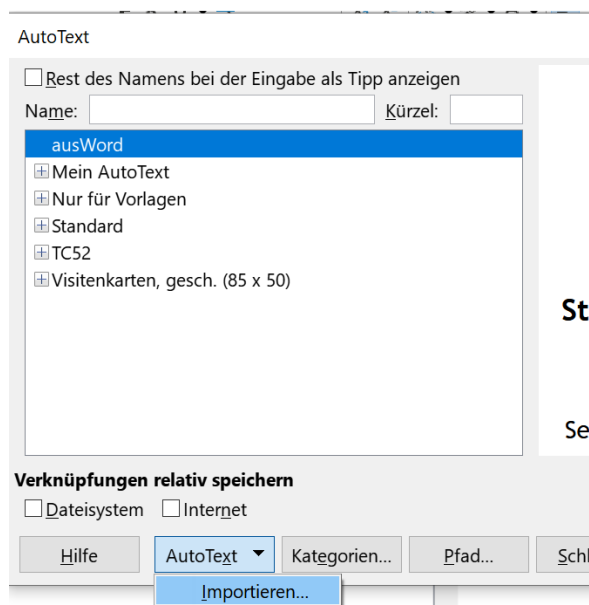 AutoText
Rest des Namens bei der Eingabe als Tipp anzeigen
Name: Kürzel:
ausWord
Mein AutoText
Nur für Vorlagen
Standard
TC52
Visitenkarten, gesch. (85 x 50)
St
Se
Verknüpfungen relativ speichern
Dateisystem Internet
Hilfe AutoText Kategorien... Pfad... Schl
Importieren...